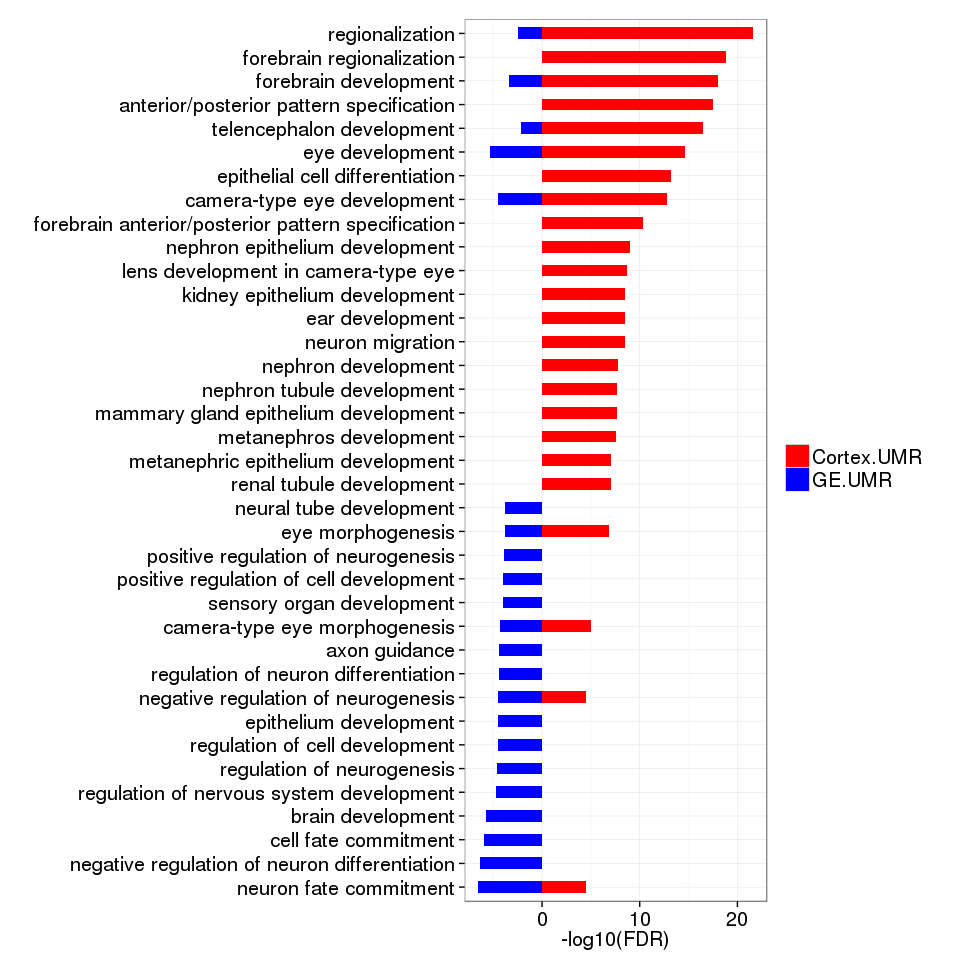 regionalization
forebrain regionalization
forebrain development
anterior/posterior pattern specification
telencephalon development
eye development
epithelial cell differentiation
camera-type eye development
forebrain anterior/posterior pattern specification
nephron epithelium development
lens development in camera-type eye
kidney epithelium development
ear development
neuron migration
nephron development
nephron tubule development
mammary gland epithelium development
metanephros development
metanephric epithelium development
renal tubule development
neural tube development
eye morphogenesis
positive regulation of neurogenesis
positive regulation of cell development
sensory organ development
camera-type eye morphogenesis
axon guidance
regulation of neuron differentiation
negative regulation of neurogenesis
epithelium development
regulation of cell development
regulation of neurogenesis
regulation of nervous system development
brain development
cell fate commitment
negative regulation of neuron differentiation
neuron fate commitment
0 10 20
-log10(FDR)
Cortex.UMR
GE.UMR